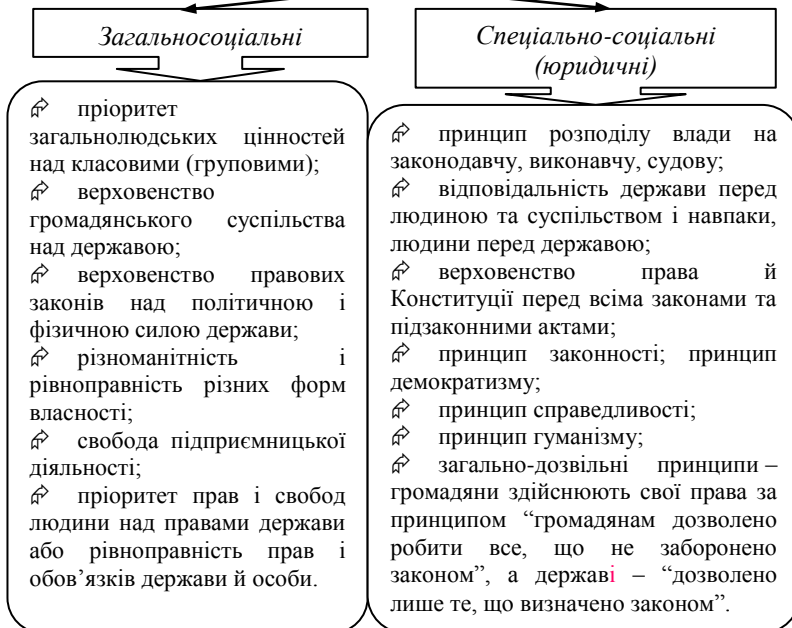 Загальносоціальні
пріоритет
загальнолюдських цінностей
над класовими (груповими);
верховенство
громадянського суспільства
над державою;
верховенство правових
законів над політичною і
фізичною силою держави;
різноманітність і
рівноправність різних форм
власності;
свобода підприємницької
діяльності;
пріоритет прав і свобод
людини над правами держави
або рівноправність прав і
обов’язків держави й особи.
Спеціально-соціальні
(юридичні)
принцип розподілу влади на
законодавчу, виконавчу, судову;
відповідальність держави перед
людиною та суспільством і навпаки,
людини перед державою;
верховенство права й
Конституції перед всіма законами та
підзаконними актами;
принцип законності; принцип
демократизму;
принцип справедливості;
принцип гуманізму;
загально-дозвільні принципи –
громадяни здійснюють свої права за
принципом “громадянам дозволено
робити все, що не заборонено
законом”, а державі – “дозволено
лише те, що визначено законом”.